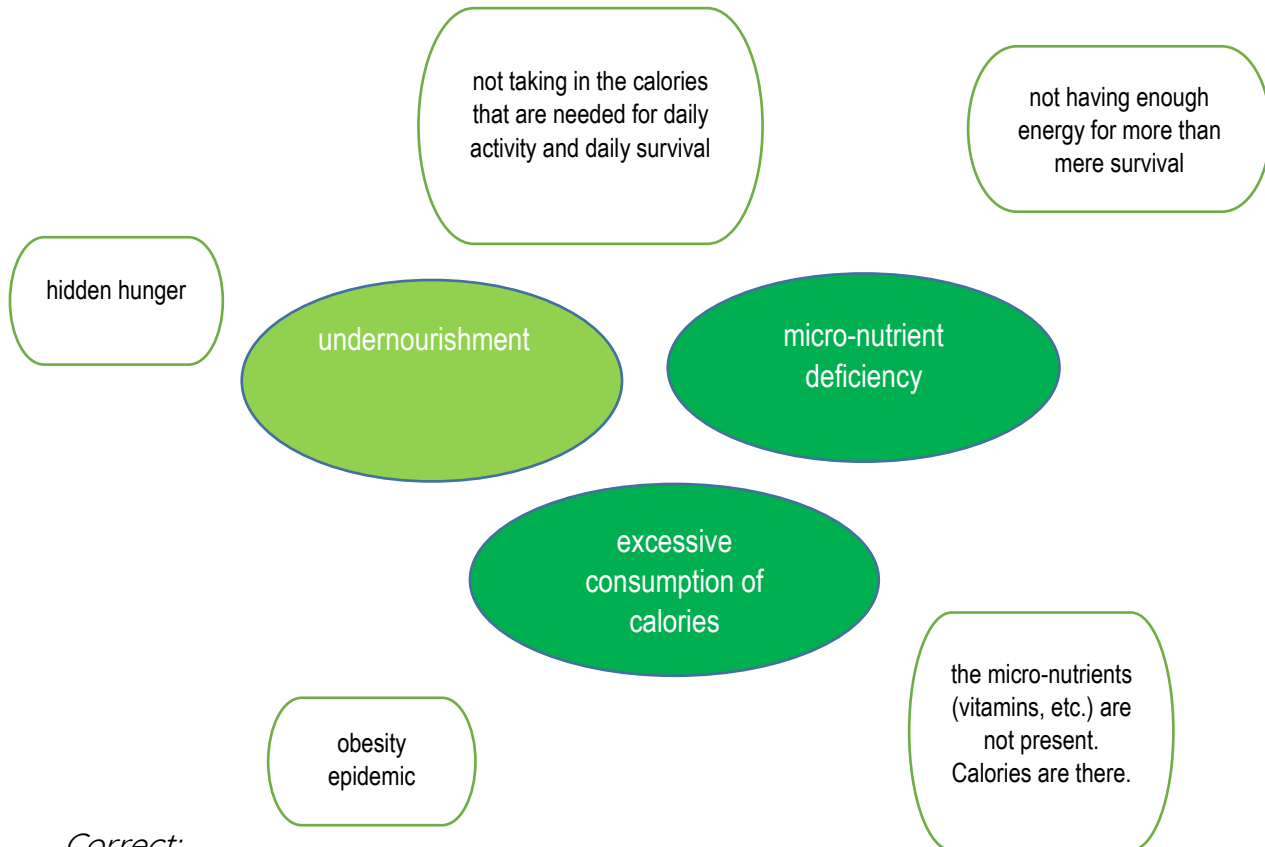 not taking in the calories
that are needed for daily
activity and daily survival
not having enough
energy for more than
mere survival
hidden hunger
undernourishment
micro-nutrient
deficiency
excessive
consumption of
calories
the micro-nutrients
(vitamins, etc.) are
not present.
Calories are there.
obesity
epidemic
Correct: